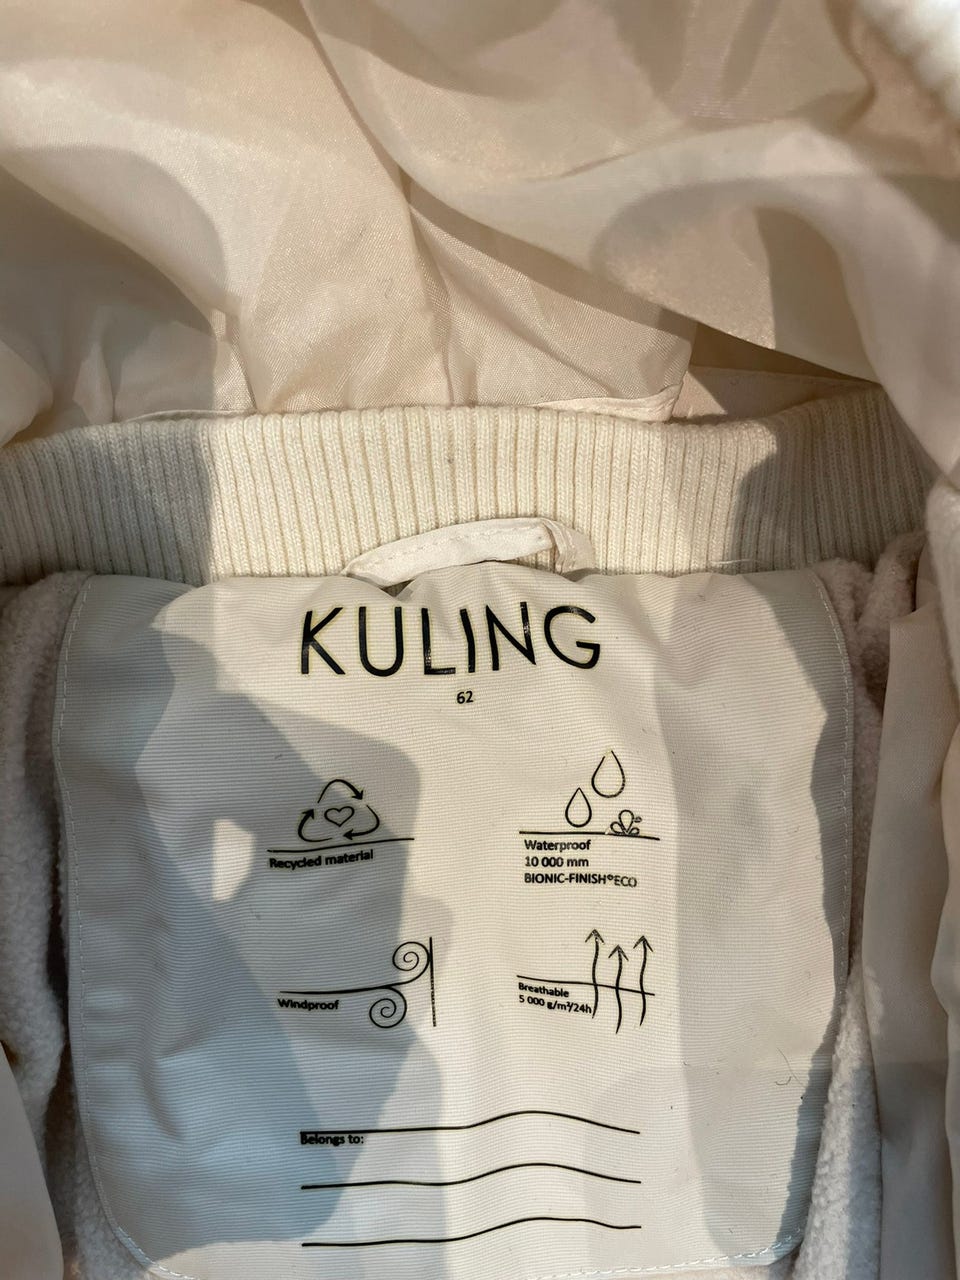 KULING
62
Recycled material
Waterproof
10 000 mm
BIONIC-FINISH®ECO
Windproof
Breathable
5 000 g/m²/24h
Belongs to: